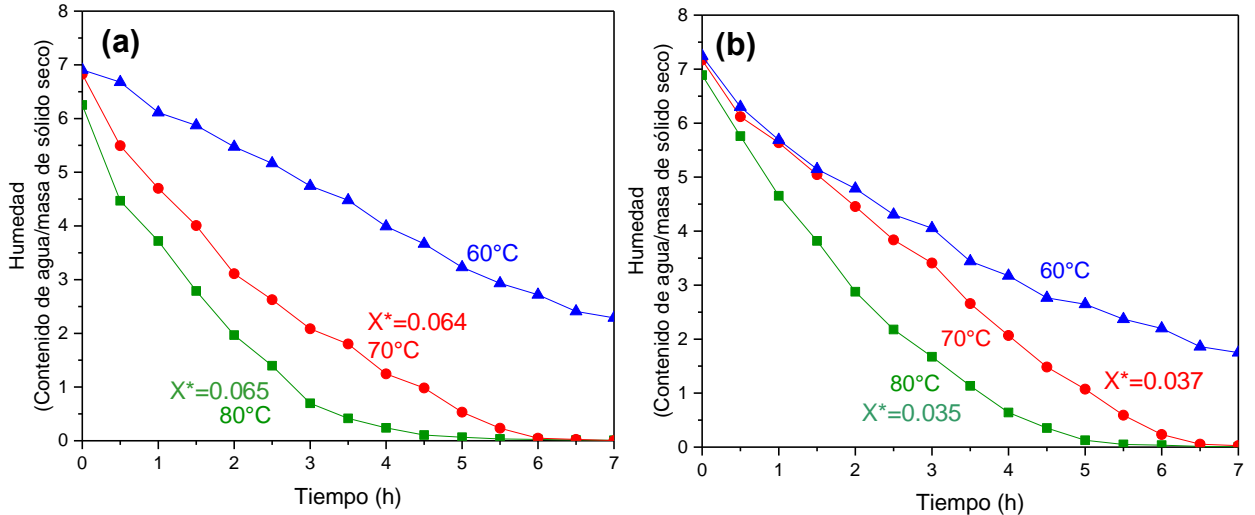 (a)
Humedad
(Contenido de agua/masa de sólido seco)
8
7
6
5
4
3
2
1
0
60°C
X*=0.064
70°C
X*=0.065
80°C
0 1 2 3 4 5 6 7
Tiempo (h)
(b)
Humedad
(Contenido de agua/masa de sólido seco)
8
7
6
5
4
3
2
1
0
60°C
70°C
X*=0.037
80°C
X*=0.035
0 1 2 3 4 5 6 7
Tiempo (h)